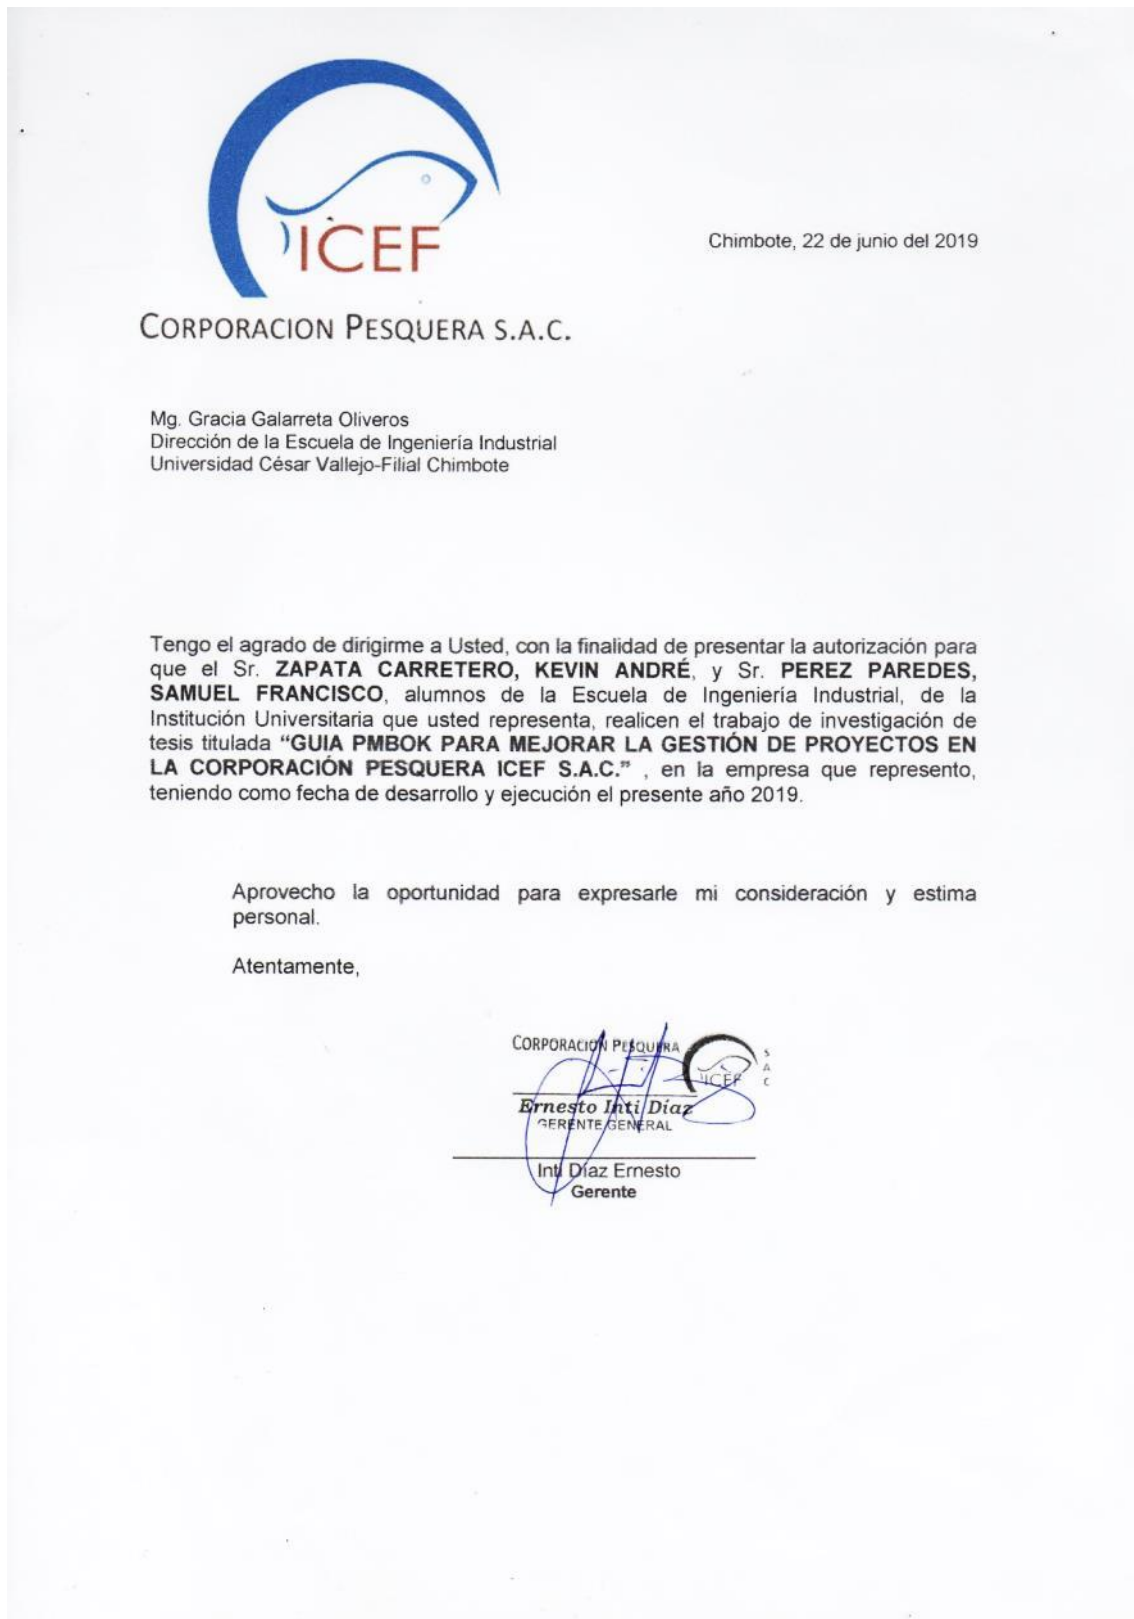 ICEF
CORPORACION PESQUERA S.A.C.
Chimbote, 22 de junio del 2019
Mg. Gracia Galarreta Oliveros
Dirección de la Escuela de Ingeniería Industrial
Universidad César Vallejo-Filial Chimbote
Tengo el agrado de dirigirme a Usted, con la finalidad de presentar la autorización para
que el Sr. ZAPATA CARRETERO, KEVIN ANDRÉ, y Sr. PEREZ PAREDES,
SAMUEL FRANCISCO, alumnos de la Escuela de Ingeniería Industrial, de la
Institución Universitaria que usted representa, realicen el trabajo de investigación de
tesis titulada “GUIA PMBOK PARA MEJORAR LA GESTIÓN DE PROYECTOS EN
LA CORPORACIÓN PESQUERA ICEF S.A.C.” , en la empresa que represento,
teniendo como fecha de desarrollo y ejecución el presente año 2019.
Aprovecho la oportunidad para expresarle mi consideración y estima
personal.
Atentamente,
CORPORACIÓN PESQUERA
ICEF
S
A
C
Ernesto Inti Díaz
GERENTE GENERAL
Inti Díaz Ernesto
Gerente